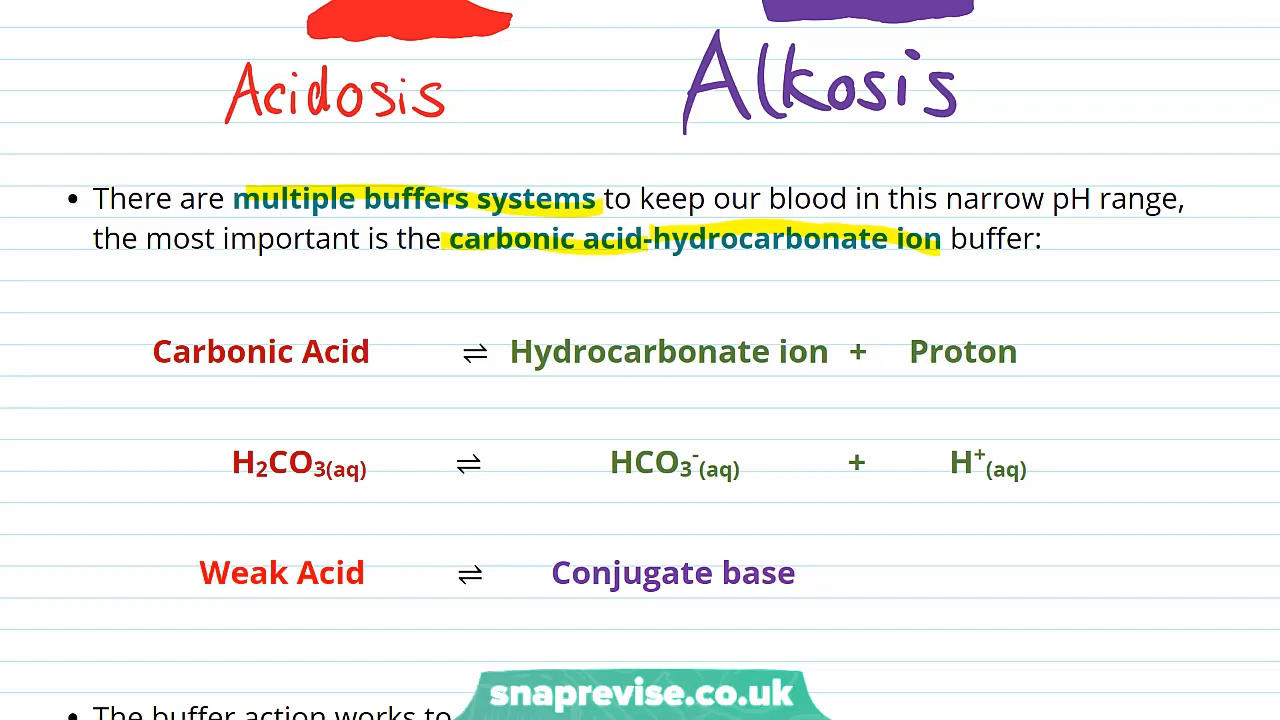 Acidosis Alkosis
• There are multiple buffers systems to keep our blood in this narrow pH range,
the most important is the carbonic acid-hydrocarbonate ion buffer:
Carbonic Acid ⇌ Hydrocarbonate ion + Proton
H₂CO₃(aq) ⇌ HCO₃⁻(aq) + H⁺(aq)
Weak Acid ⇌ Conjugate base
snaprevise.co.uk
• The buffer action works to